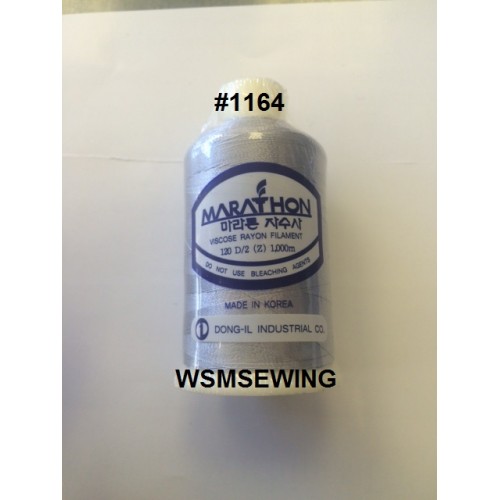 #1164
MARATHON
마라톤 자수사
VISCOSE RAYON FILAMENT
120 D/2 (Z) 1,000m
DO NOT USE BLEACHING AGENTS
MADE IN KOREA
DONG-IL INDUSTRIAL CO.
WSMSEWING